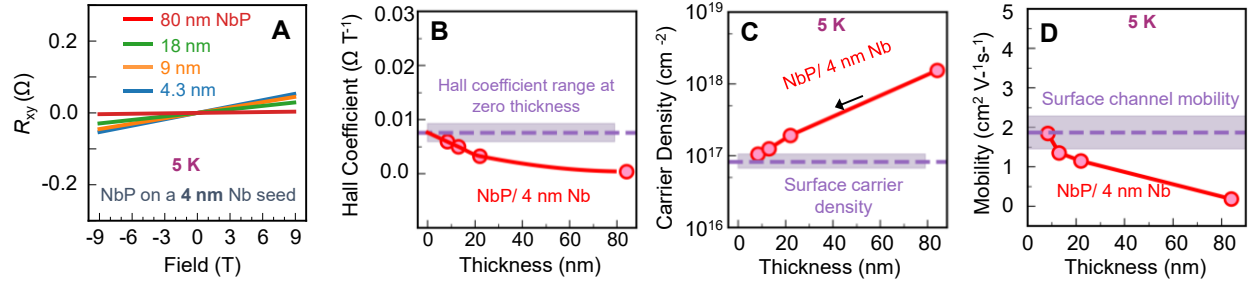 A
80 nm NbP
18 nm
9 nm
4.3 nm
5 K
NbP on a 4 nm Nb seed
Rxy (Ω)
0.2
0.0
-0.2
-9 -6 -3 0 3 6 9
Field (T)
B
Hall coefficient range at
zero thickness
NbP/ 4 nm Nb
Hall Coefficient (Ω T-1)
0.03
0.02
0.01
0.0
0 20 40 60 80
Thickness (nm)
C
5 K
NbP/ 4 nm Nb
Surface carrier
density
Carrier Density (cm -2)
10¹⁹
10¹⁸
10¹⁷
10¹⁶
0 20 40 60 80
Thickness (nm)
D
5 K
Surface channel mobility
NbP/ 4 nm Nb
Mobility (cm2 V-1s-1)
5
4
3
2
1
0
0 20 40 60 80
Thickness (nm)